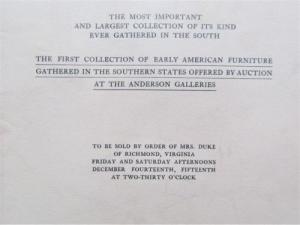 THE MOST IMPORTANT
AND LARGEST COLLECTION OF ITS KIND
EVER GATHERED IN THE SOUTH
THE FIRST COLLECTION OF EARLY AMERICAN FURNITURE
GATHERED IN THE SOUTHERN STATES OFFERED BY AUCTION
AT THE ANDERSON GALLERIES
TO BE SOLD BY ORDER OF MRS. DUKE
OF RICHMOND, VIRGINIA
FRIDAY AND SATURDAY AFTERNOONS
DECEMBER FOURTEENTH, FIFTEENTH
AT TWO-THIRTY O'CLOCK